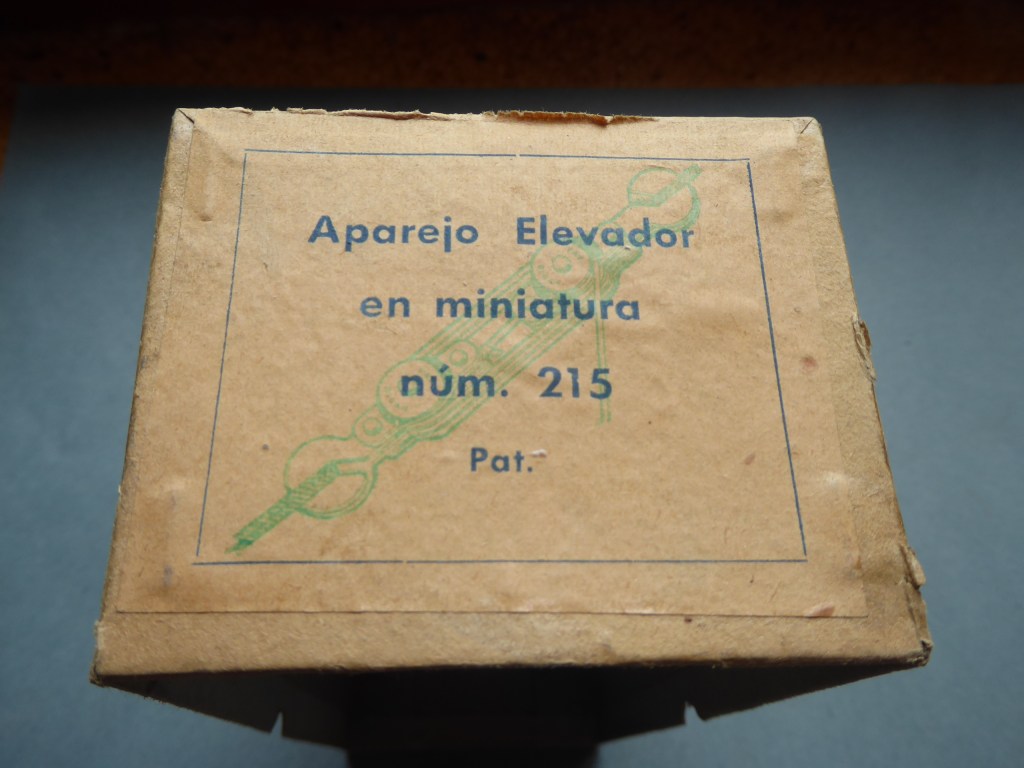 Aparejo Elevador
en miniatura
núm. 215
Pat.